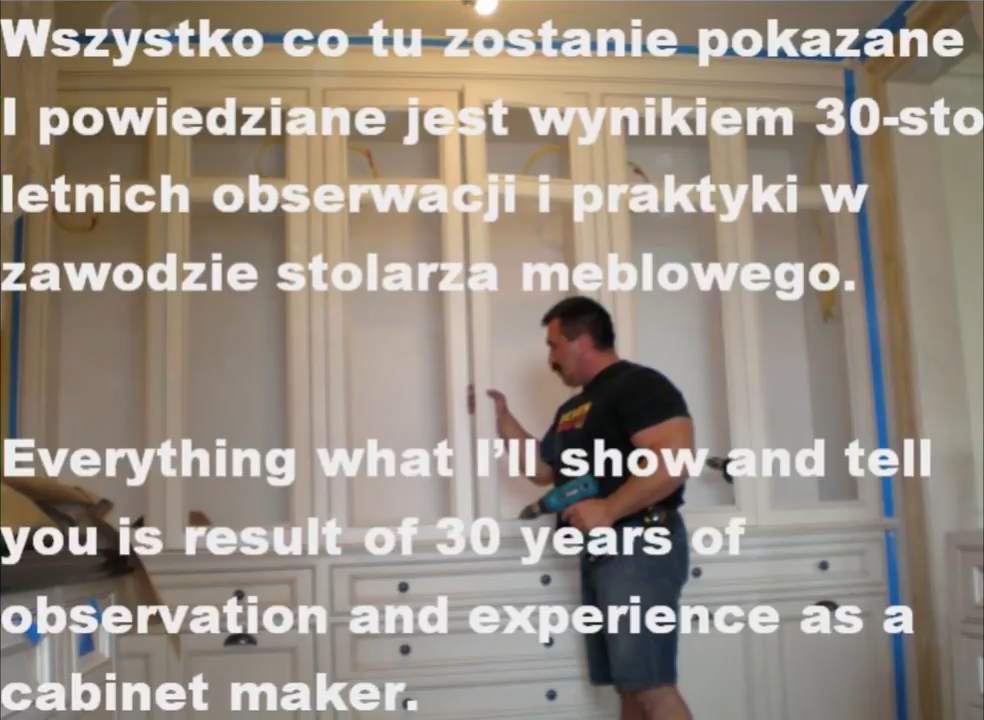 Wszystko co tu zostanie pokazane
I powiedziane jest wynikiem 30-sto
letnich obserwacji i praktyki w
zawodzie stolarza meblowego.
Everything what I’ll show and tell
you is result of 30 years of
observation and experience as a
cabinet maker.